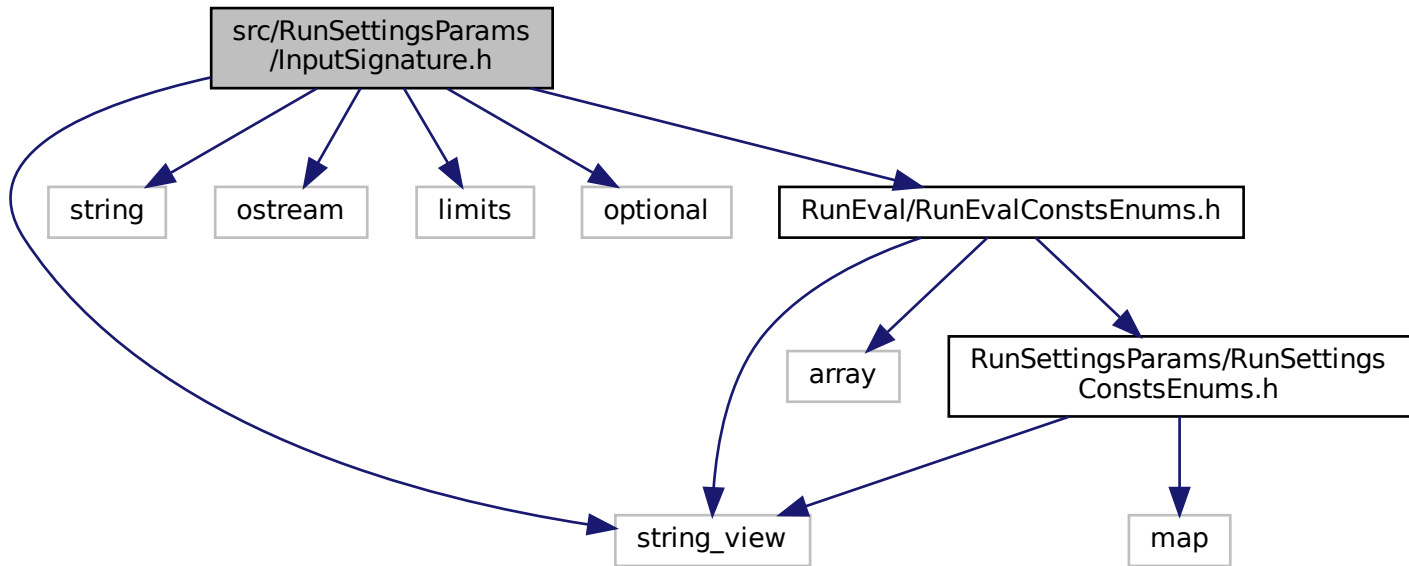 src/RunSettingsParams
/InputSignature.h
string
ostream
limits
optional
RunEval/RunEvalConstsEnums.h
array
RunSettingsParams/RunSettings
ConstsEnums.h
string_view
map